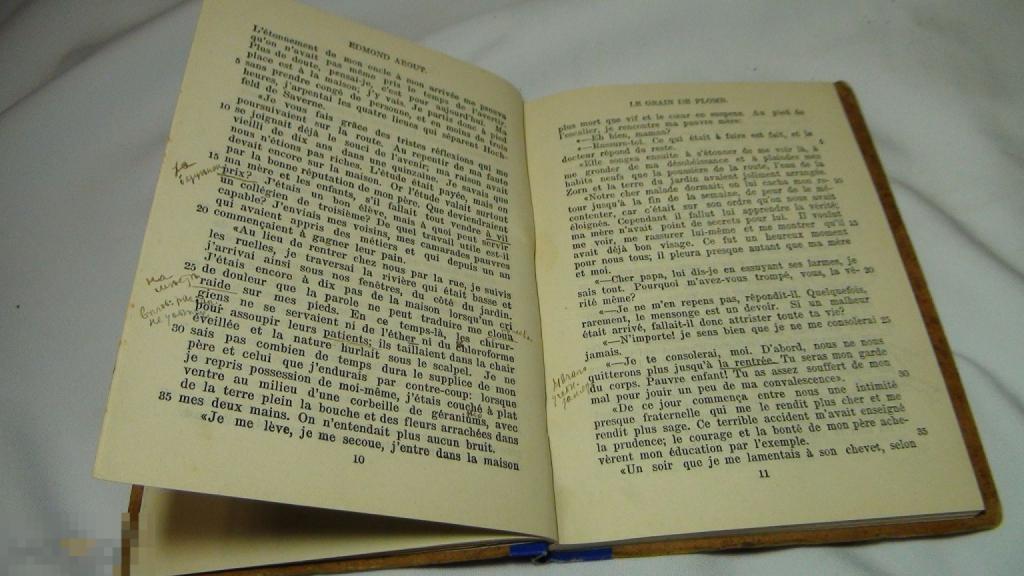 EDMOND ABOUT.
L'étonnement de mon oncle à mon arrivée me prouva
qu'on n'avait pas même pris le temps de l'avertir.
Plus de doute, pensai-je, c'est pour aujourd'hui. Ma
5 place est à la maison; j'y vais. Et je partis donc à pied
sans prendre congé de personne, et en moins de trois
heures, j'arpentai les quatre lieues qui séparent Hoch-
feld de Saverne.
«Je vous fais grâce des tristes réflexions qui me
10 poursuivaient sur la route. Au repentir de ma faute
se joignait déjà le souci de l'avenir; ma raison avait
vieilli de dix ans dans une quinzaine. Je savais que
nous n'étions pas riches. L'étude était payée, mais on
devait encore sur la maison. Or l'étude valait surtout
15 par la bonne réputation de mon père. Que deviendraient
ma mère et les enfants, s'il fallait tout vendre à vil
prix? J'étais un bon élève, mais à quoi peut servir
un collégien de troisième? De quel travail utile est-il
capable? J'enviais mes voisins, mes camarades pauvres
20 qui avaient appris des métiers et qui depuis un an
commençaient à gagner leur pain.
«Au lieu de rentrer chez nous par la rue, je suivis
les ruelles, je traversai la rivière qui était basse et
j'arrivai ainsi sous nos fenêtres, du côté du jardin.
J'étais encore à dix pas de la maison lorsqu'un cri
25 de douleur que la parole ne peut traduire me cloua
raide sur mes pieds. En ce temps-là, les chirur-
giens ne se servaient ni de l'éther ni du chloroforme
pour assoupir leurs patients; ils taillaient dans la chair
30 éveillée et la nature hurlait sous le scalpel. Je ne
sais pas combien de temps dura le supplice de mon
père et celui que j'endurais par contre-coup: lorsque
je repris possession de moi-même, j'étais couché à plat
ventre au milieu d'une corbeille de géraniums, avec
de la terre plein la bouche et des fleurs arrachées dans
35 mes deux mains. On n'entendait plus aucun bruit.
«Je me lève, je me secoue, j'entre dans la maison
10
LE GRAIN DE PLOMB.
plus mort que vif et le cœur en suspens. Au pied de
l'escalier, je rencontre ma pauvre mère:
«—Eh bien, maman?
«—Rassure-toi. Ce qui était à faire est fait, et le
docteur répond du reste.
«Elle songea ensuite à s'étonner de me voir là, à
me gronder de ma désobéissance et à plaindre mes
habits neufs que la poussière de la route, l'eau de la
Zorn et la terre du jardin avaient joliment arrangés.
«Notre cher malade dormait; on lui cacha mon re- 10
tour jusqu'à la fin de la semaine, de peur de le mé-
contenter, car c'était sur son ordre qu'on nous avait
éloignés. Cependant il fallut lui apprendre la vérité;
ma mère n'avait point de secrets pour lui. Il voulut
me voir, me rassurer lui-même et me montrer qu'il 15
avait déjà bon visage. Ce fut un heureux moment
pour nous tous; il pleura presque autant que ma mère
et moi.
«—Cher papa, lui dis-je en essuyant ses larmes, je
sais tout. Pourquoi m'avez-vous trompé, vous, la vé- 20
rité même?
«—Je ne m'en repens pas, répondit-il. Quelquefois,
rarement, le mensonge est un devoir. Si un malheur
était arrivé, fallait-il donc attrister toute ta vie?
«—N'importe! je sens bien que je ne me consolerai 25
jamais.
«—Je te consolerai, moi. D'abord, nous ne nous
quitterons plus jusqu'à la rentrée. Tu seras mon garde
du corps. Pauvre enfant! Tu as assez souffert de mon
mal pour jouir un peu de ma convalescence». 30
«De ce jour commença entre nous une intimité
presque fraternelle qui me le rendit plus cher et me
rendit plus sage. Ce terrible accident m'avait enseigné
la prudence; le courage et la bonté de mon père ache-
vèrent mon éducation par l'exemple. 35
«Un soir que je me lamentais à son chevet, selon
11